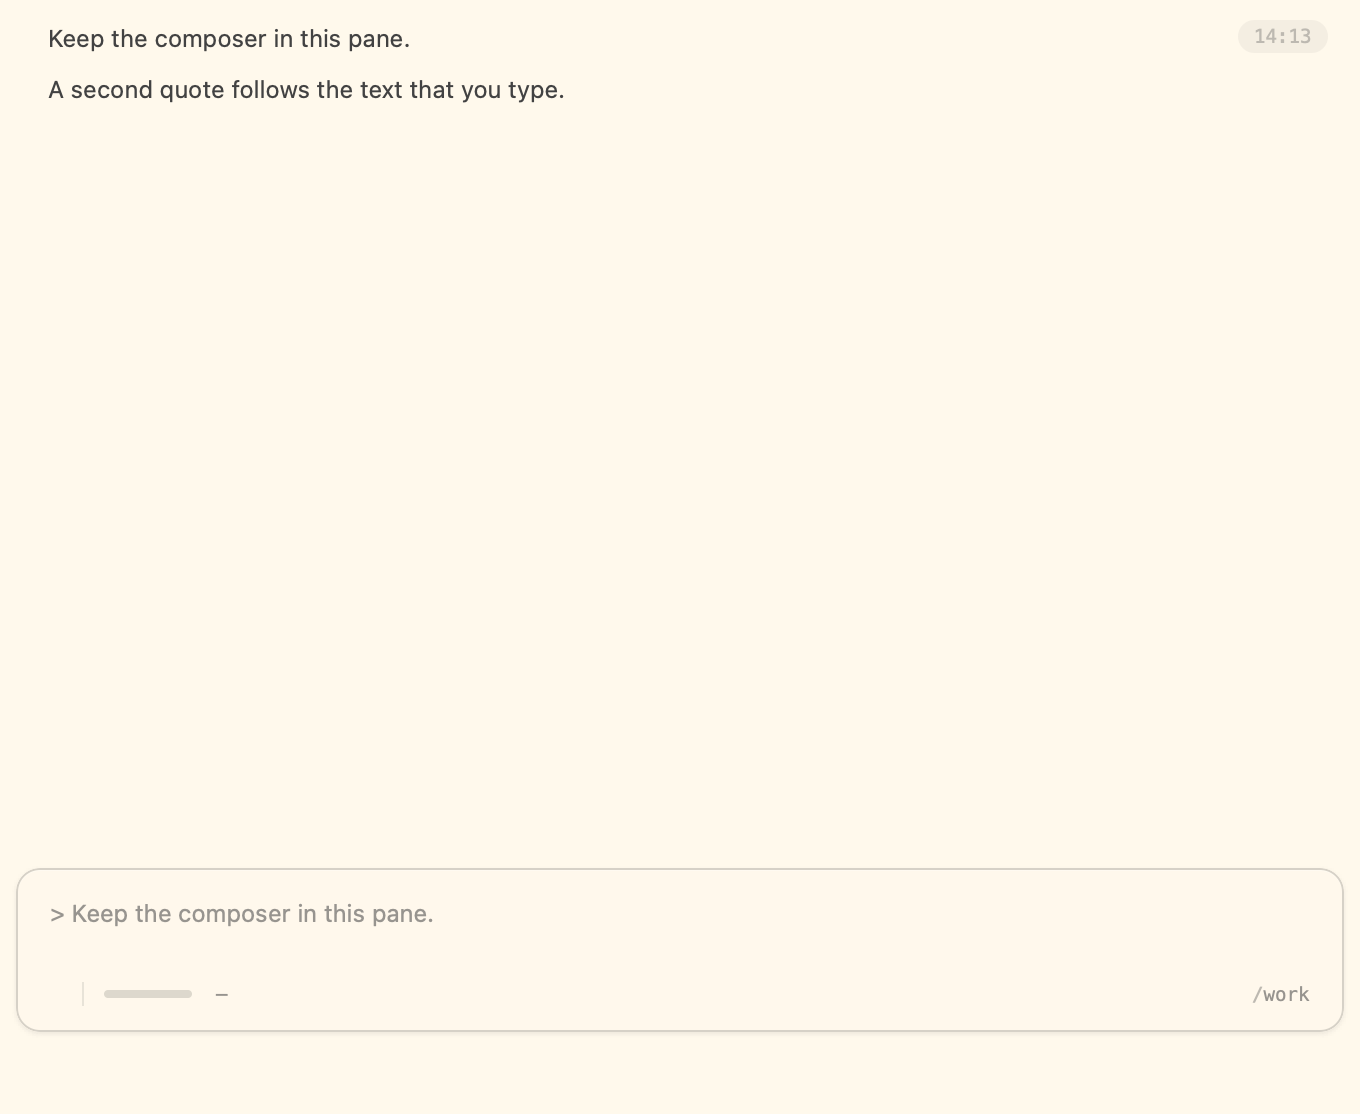 Keep the composer in this pane.
14:13
A second quote follows the text that you type.
> Keep the composer in this pane.
–
/work